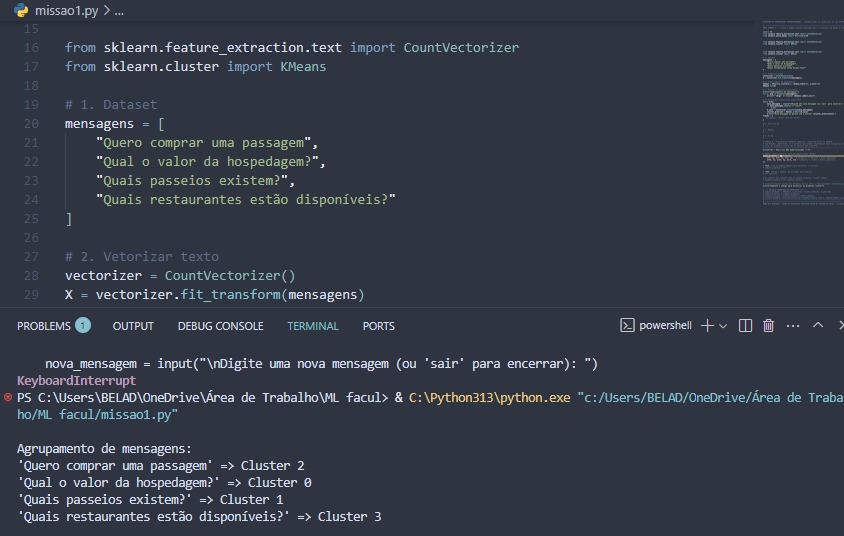 missao1.py > ...
15
16 from sklearn.feature_extraction.text import CountVectorizer
17 from sklearn.cluster import KMeans
18
19 # 1. Dataset
20 mensagens = [
21 "Quero comprar uma passagem",
22 "Qual o valor da hospedagem?",
23 "Quais passeios existem?",
24 "Quais restaurantes estão disponíveis?"
25 ]
26
27 # 2. Vetorizar texto
28 vectorizer = CountVectorizer()
29 X = vectorizer.fit_transform(mensagens)
PROBLEMS 1 OUTPUT DEBUG CONSOLE TERMINAL PORTS powershell
nova_mensagem = input("\nDigite uma nova mensagem (ou 'sair' para encerrar): ")
KeyboardInterrupt
PS C:\Users\BELAD\OneDrive\Área de Trabalho\ML facul> & C:\Python313\python.exe "c:/Users/BELAD/OneDrive/Área de Traba
ho/ML facul/missao1.py"
Agrupamento de mensagens:
'Quero comprar uma passagem' => Cluster 2
'Qual o valor da hospedagem?' => Cluster 0
'Quais passeios existem?' => Cluster 1
'Quais restaurantes estão disponíveis?' => Cluster 3